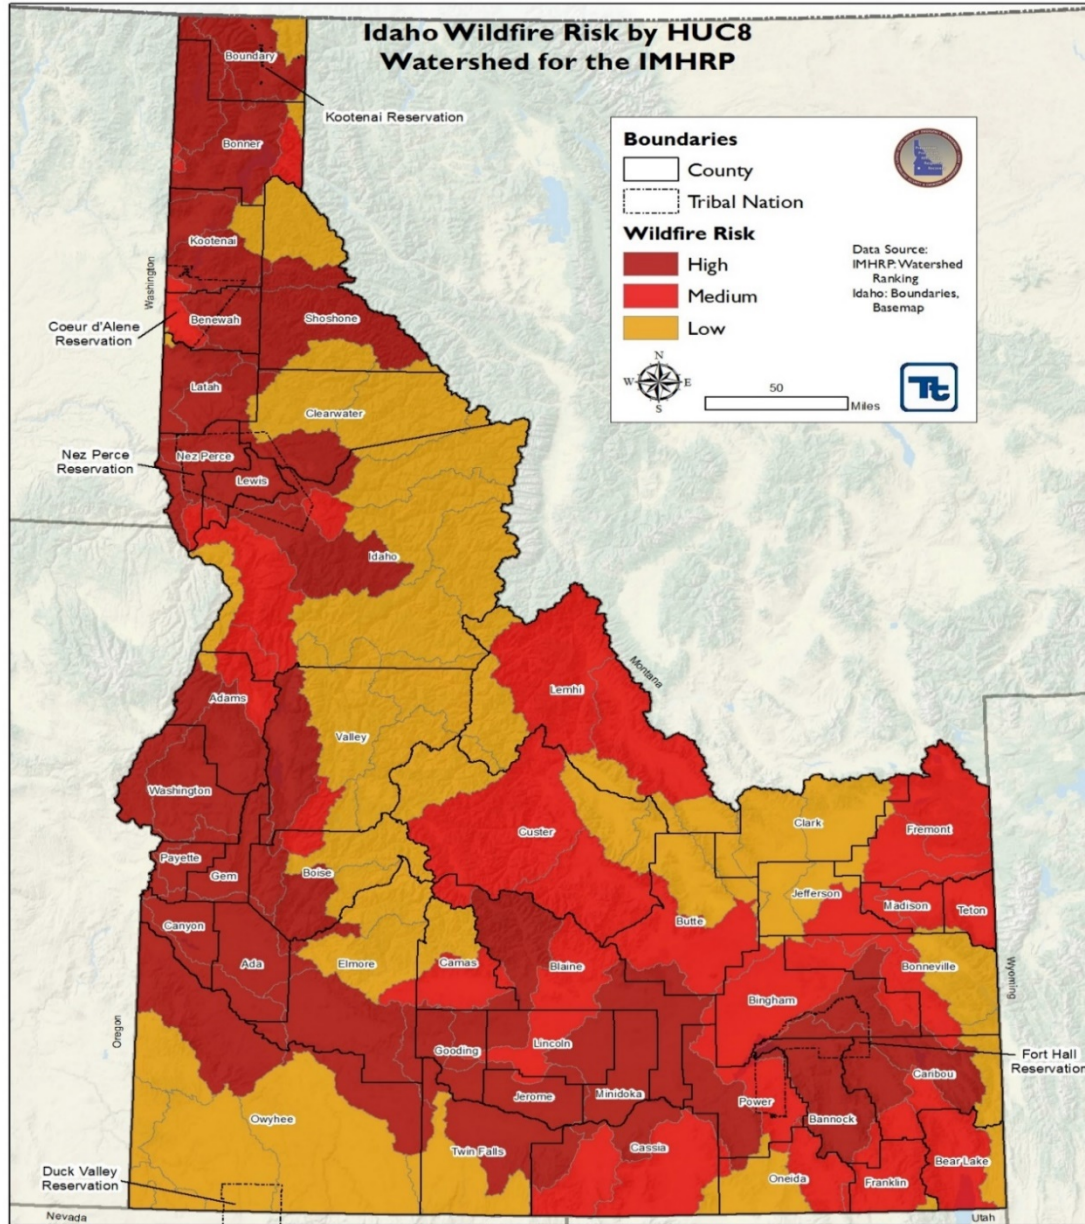 Idaho Wildfire Risk by HUC8
Watershed for the IMHRP
Boundaries
County
Tribal Nation
Wildfire Risk
High
Medium
Low
Data Source:
IMHRP: Watershed
Ranking
Idaho: Boundaries,
Basemap
N
W E
S
50
Miles
Tt
Boundary
Kootenai Reservation
Bonner
Kootenai
Washington
Coeur d'Alene
Reservation
Benewah
Shoshone
Latah
Clearwater
Nez Perce
Reservation
Nez Perce
Lewis
Idaho
Lemhi
Montana
Adams
Valley
Washington
Custer
Clark
Fremont
Payette
Gem
Boise
Jefferson
Madison
Teton
Canyon
Ada
Elmore
Camas
Blaine
Butte
Bonneville
Wyoming
Bingham
Oregon
Gooding
Lincoln
Fort Hall
Reservation
Caribou
Jerome
Minidoka
Power
Bannock
Owyhee
Twin Falls
Cassia
Oneida
Franklin
Bear Lake
Duck Valley
Reservation
Nevada
Utah